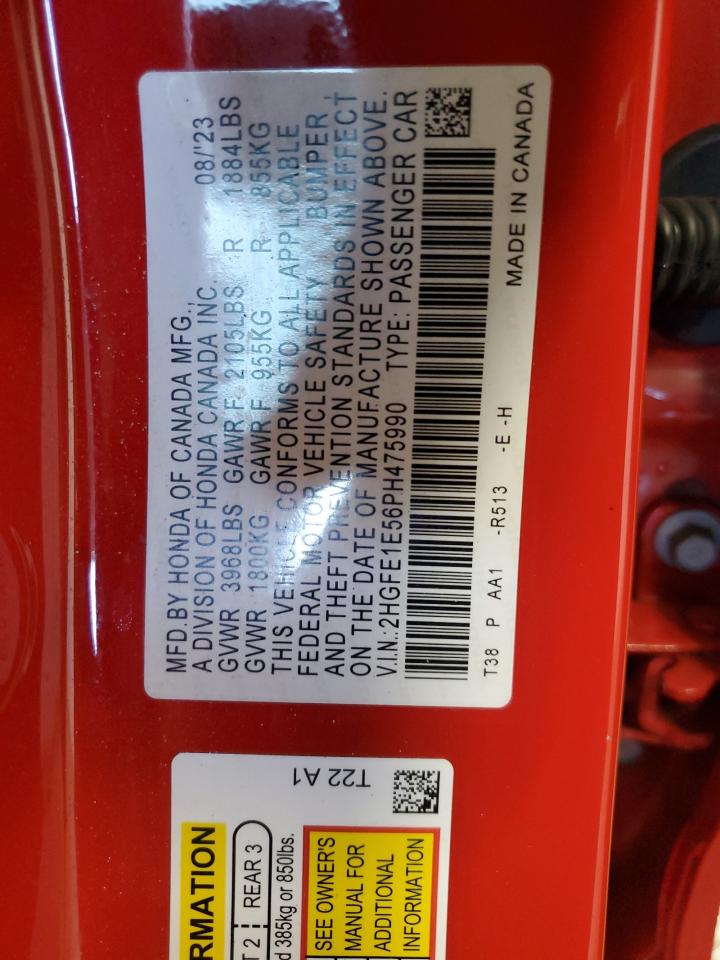 MFD.BY HONDA OF CANADA MFG., 08/'23
A DIVISION OF HONDA CANADA INC.
GVWR 3968LBS GAWR F 2105LBS R 1884LBS
GVWR 1800KG GAWR F 955KG R 855KG
THIS VEHICLE CONFORMS TO ALL APPLICABLE
FEDERAL MOTOR VEHICLE SAFETY, BUMPER,
AND THEFT PREVENTION STANDARDS IN EFFECT
ON THE DATE OF MANUFACTURE SHOWN ABOVE.
V.I.N.:2HGFE1E56PH475990 TYPE: PASSENGER CAR
T38 P AA1 -R513 -E -H MADE IN CANADA
T22 A1
RMATION
T 2 REAR 3
d 385kg or 850lbs.
SEE OWNER'S
MANUAL FOR
ADDITIONAL
INFORMATION